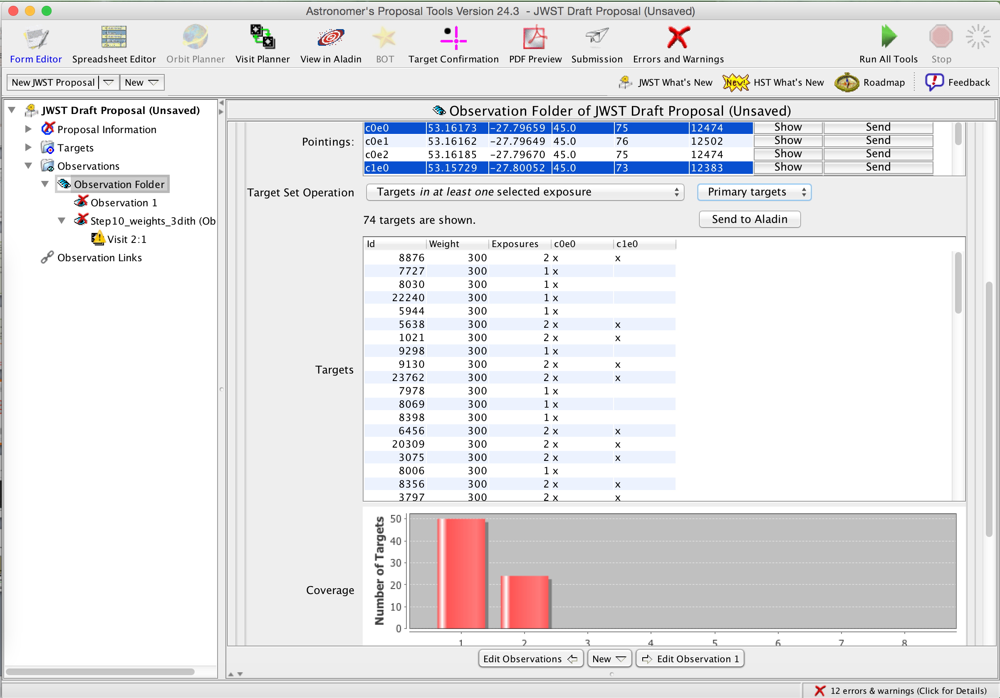 Astronomer's Proposal Tools Version 24.3 - JWST Draft Proposal (Unsaved)
Form Editor Spreadsheet Editor Orbit Planner Visit Planner View in Aladin BOT Target Confirmation PDF Preview Submission Errors and Warnings Run All Tools Stop
New JWST Proposal New JWST What's New New! HST What's New Roadmap Feedback
JWST Draft Proposal (Unsaved)
Proposal Information
Targets
Observations
Observation Folder
Observation 1
Step10_weights_3dith (Ob
Visit 2:1
Observation Links
Observation Folder of JWST Draft Proposal (Unsaved)
Pointings:
c0e0 53.16173 -27.79659 45.0 75 12474 Show Send
c0e1 53.16162 -27.79649 45.0 76 12502 Show Send
c0e2 53.16185 -27.79670 45.0 75 12474 Show Send
c1e0 53.15729 -27.80052 45.0 73 12383 Show Send
Target Set Operation Targets in at least one selected exposure Primary targets
74 targets are shown. Send to Aladin
Targets
Id Weight Exposures c0e0 c1e0
8876 300 2 x x
7727 300 1 x
8030 300 1 x
22240 300 1 x
5944 300 1 x
5638 300 2 x x
1021 300 2 x x
9298 300 1 x
9130 300 2 x x
23762 300 2 x x
7978 300 1 x
8069 300 1 x
8398 300 1 x
6456 300 2 x x
20309 300 2 x x
3075 300 2 x x
8006 300 1 x
8356 300 2 x x
3797 300 2 x x
Coverage
Number of Targets
50
40
30
20
10
0
1 2 3 4 5 6 7 8
Edit Observations New Edit Observation 1
12 errors & warnings (Click for Details)